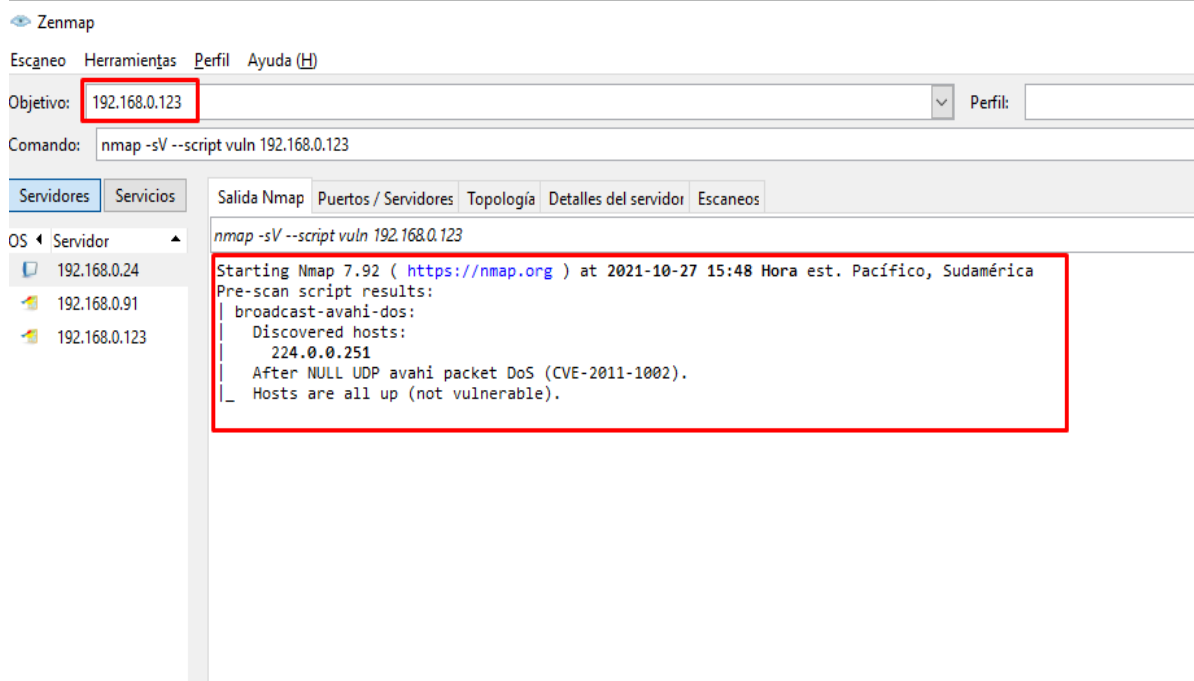 Zenmap
Escaneo Herramientas Perfil Ayuda (H)
Objetivo: 192.168.0.123 Perfil:
Comando: nmap -sV --script vuln 192.168.0.123
Servidores Servicios Salida Nmap Puertos / Servidores Topología Detalles del servidor Escaneos
nmap -sV --script vuln 192.168.0.123
OS Servidor
192.168.0.24
192.168.0.91
192.168.0.123
Starting Nmap 7.92 ( https://nmap.org ) at 2021-10-27 15:48 Hora est. Pacífico, Sudamérica
Pre-scan script results:
| broadcast-avahi-dos:
|   Discovered hosts:
|     224.0.0.251
|   After NULL UDP avahi packet DoS (CVE-2011-1002).
|_  Hosts are all up (not vulnerable).